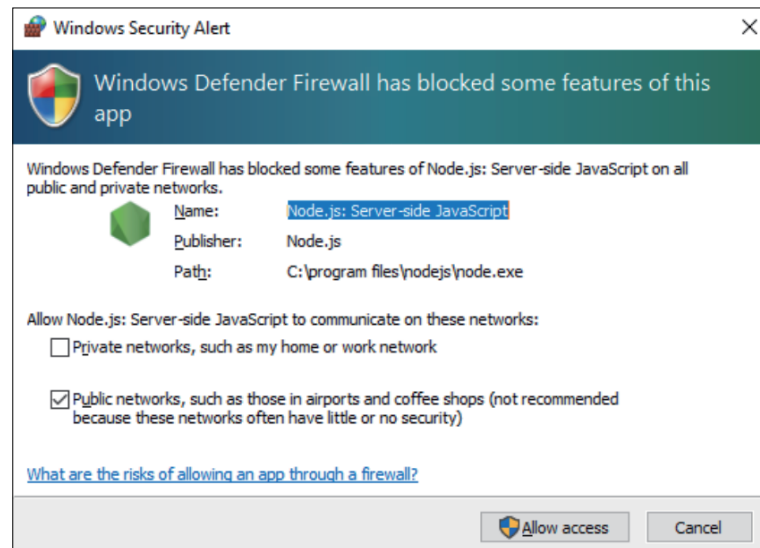 Windows Security Alert
Windows Defender Firewall has blocked some features of this
app
Windows Defender Firewall has blocked some features of Node.js: Server-side JavaScript on all
public and private networks.
Name: Node.js: Server-side JavaScript
Publisher: Node.js
Path: C:\program files\nodejs\node.exe
Allow Node.js: Server-side JavaScript to communicate on these networks:
Private networks, such as my home or work network
Public networks, such as those in airports and coffee shops (not recommended
because these networks often have little or no security)
What are the risks of allowing an app through a firewall?
Allow access Cancel